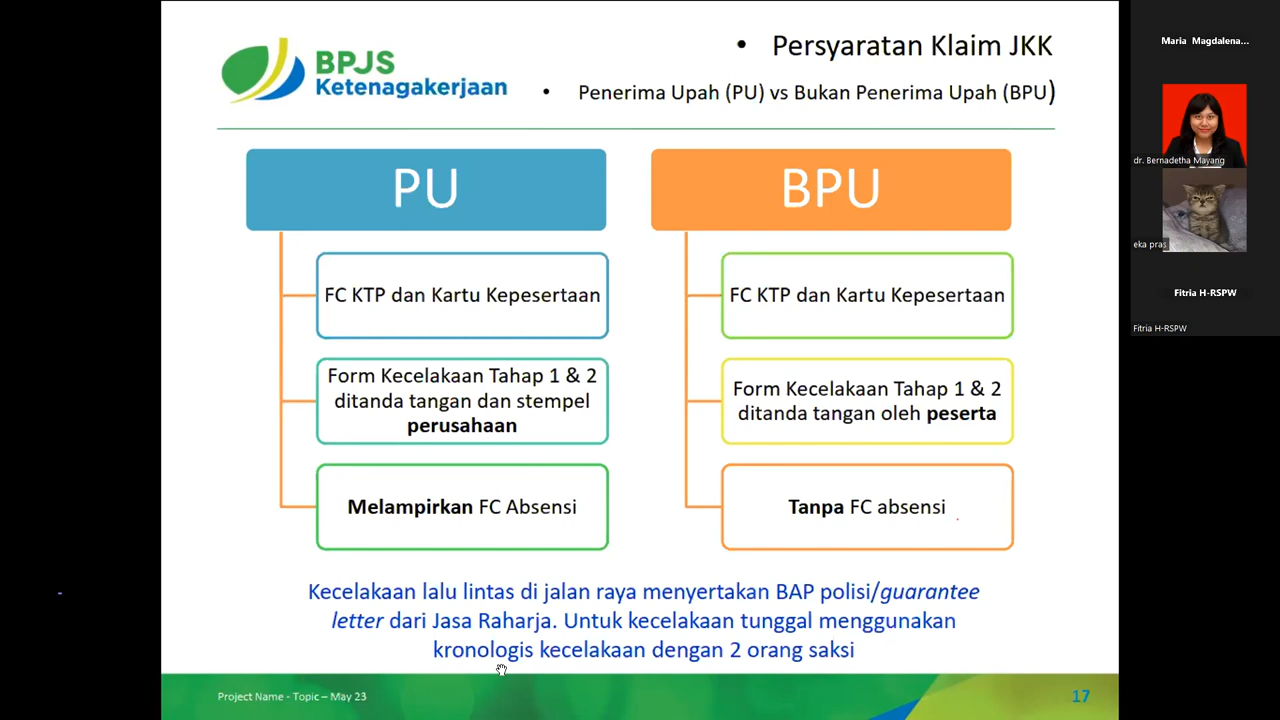 BPJS
Ketenagakerjaan
• Persyaratan Klaim JKK
• Penerima Upah (PU) vs Bukan Penerima Upah (BPU)
PU
FC KTP dan Kartu Kepesertaan
Form Kecelakaan Tahap 1 & 2
ditanda tangan dan stempel
perusahaan
Melampirkan FC Absensi
BPU
FC KTP dan Kartu Kepesertaan
Form Kecelakaan Tahap 1 & 2
ditanda tangan oleh peserta
Tanpa FC absensi
Kecelakaan lalu lintas di jalan raya menyertakan BAP polisi/guarantee
letter dari Jasa Raharja. Untuk kecelakaan tunggal menggunakan
kronologis kecelakaan dengan 2 orang saksi
Project Name - Topic – May 23
17
Maria Magdalena...
dr. Bernadetha Mayang
eka pras
Fitria H-RSPW
Fitria H-RSPW